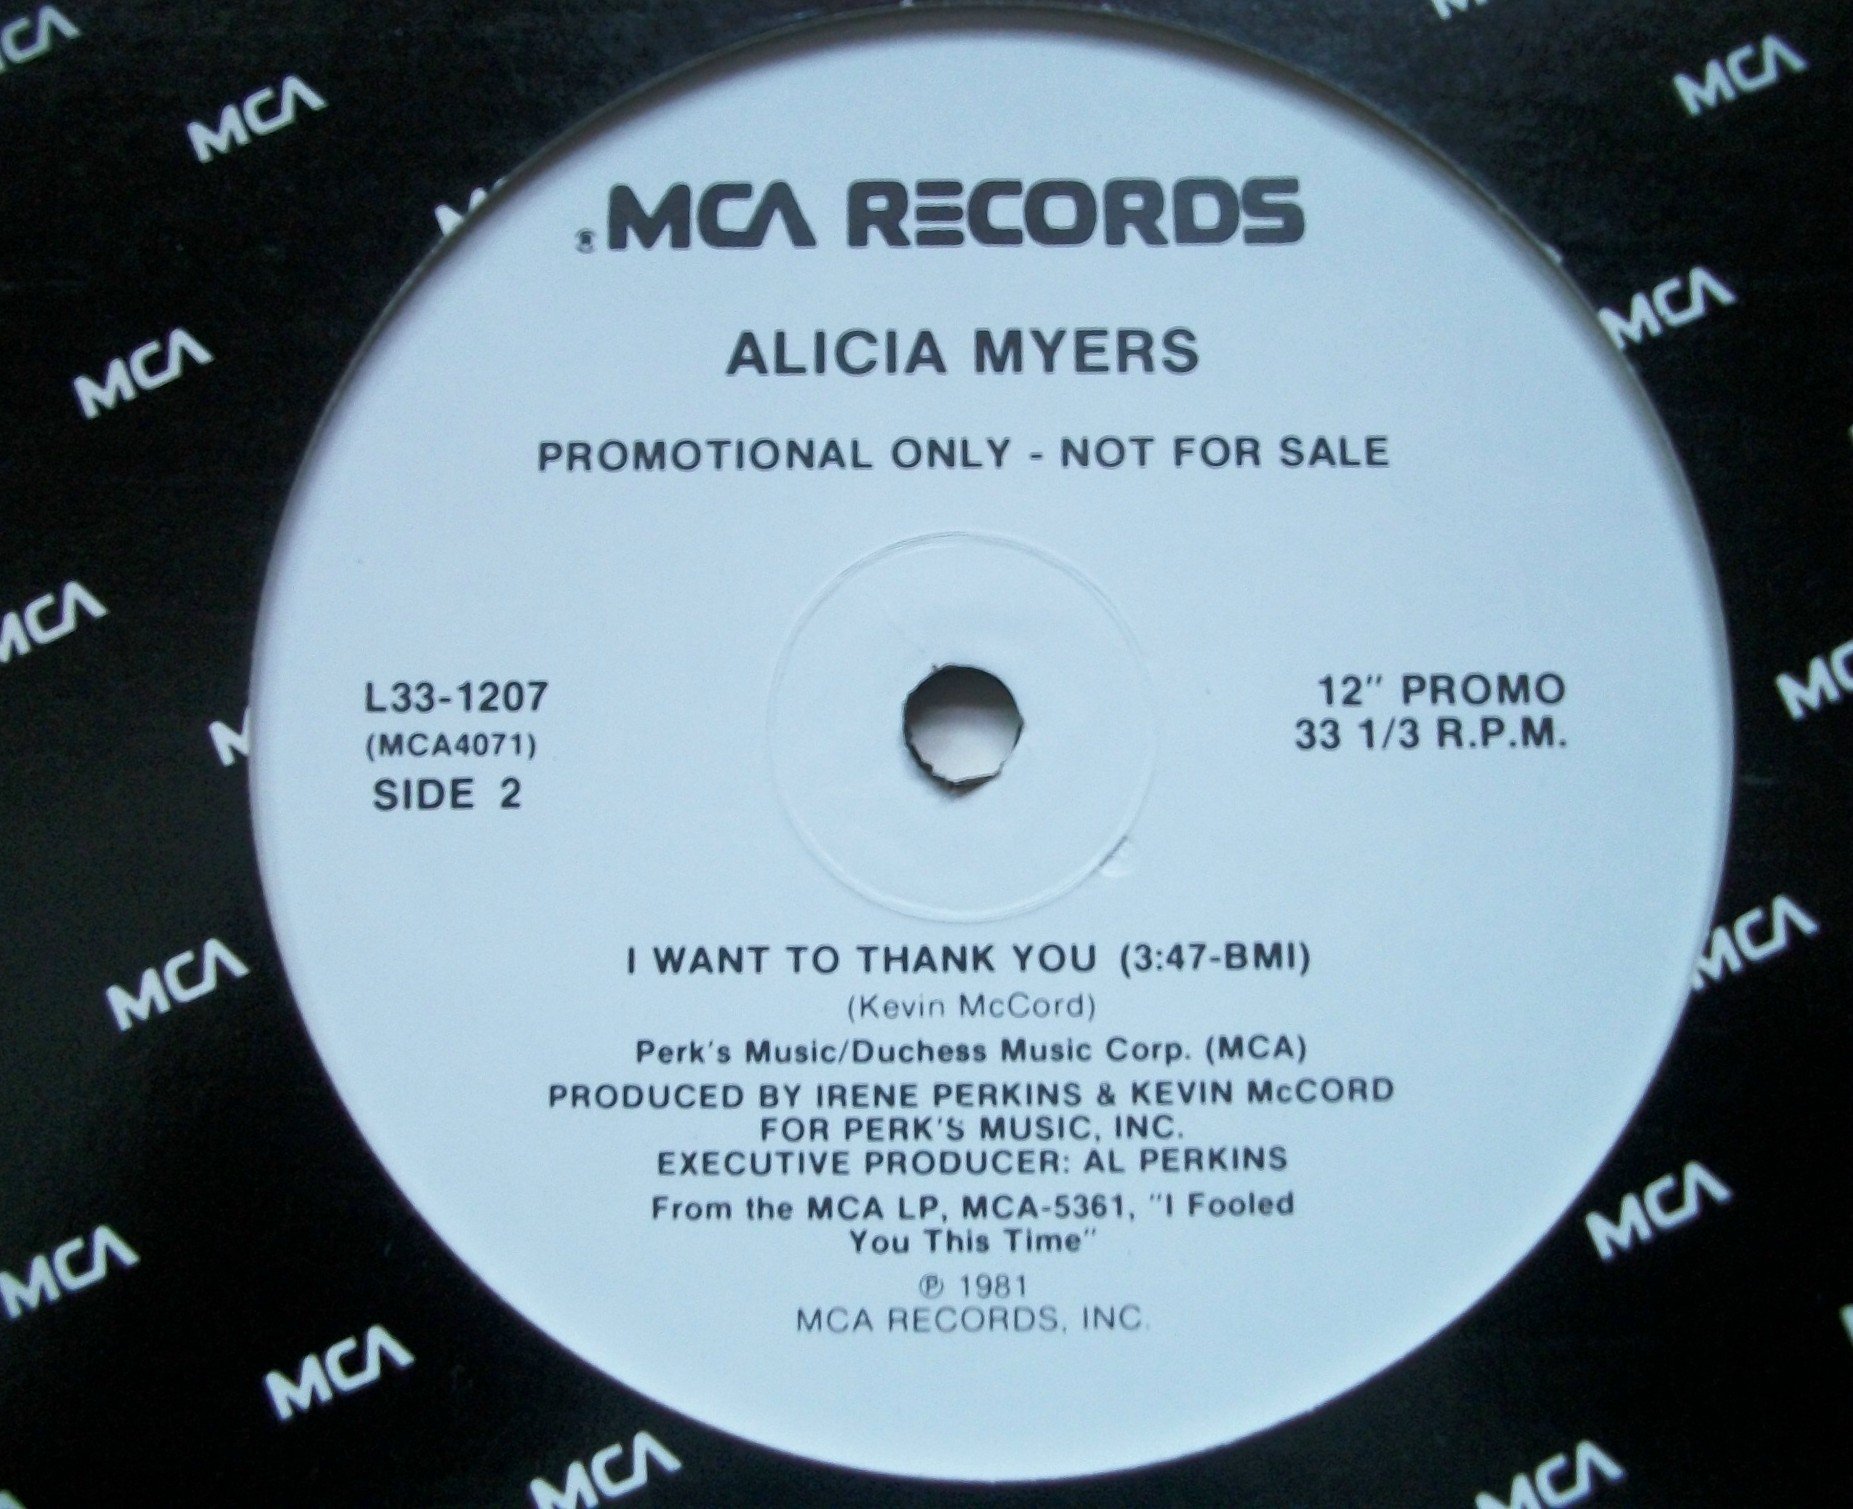 ® MCA RECORDS
ALICIA MYERS
PROMOTIONAL ONLY - NOT FOR SALE
L33-1207
(MCA4071)
SIDE 2
12" PROMO
33 1/3 R.P.M.
I WANT TO THANK YOU (3:47-BMI)
(Kevin McCord)
Perk's Music/Duchess Music Corp. (MCA)
PRODUCED BY IRENE PERKINS & KEVIN McCORD
FOR PERK'S MUSIC, INC.
EXECUTIVE PRODUCER: AL PERKINS
From the MCA LP, MCA-5361, "I Fooled
You This Time"
℗ 1981
MCA RECORDS, INC.
MCA
MCA
MCA
MCA
MCA
MCA
MCA
MCA
MCA
MCA
MCA
MCA
MCA